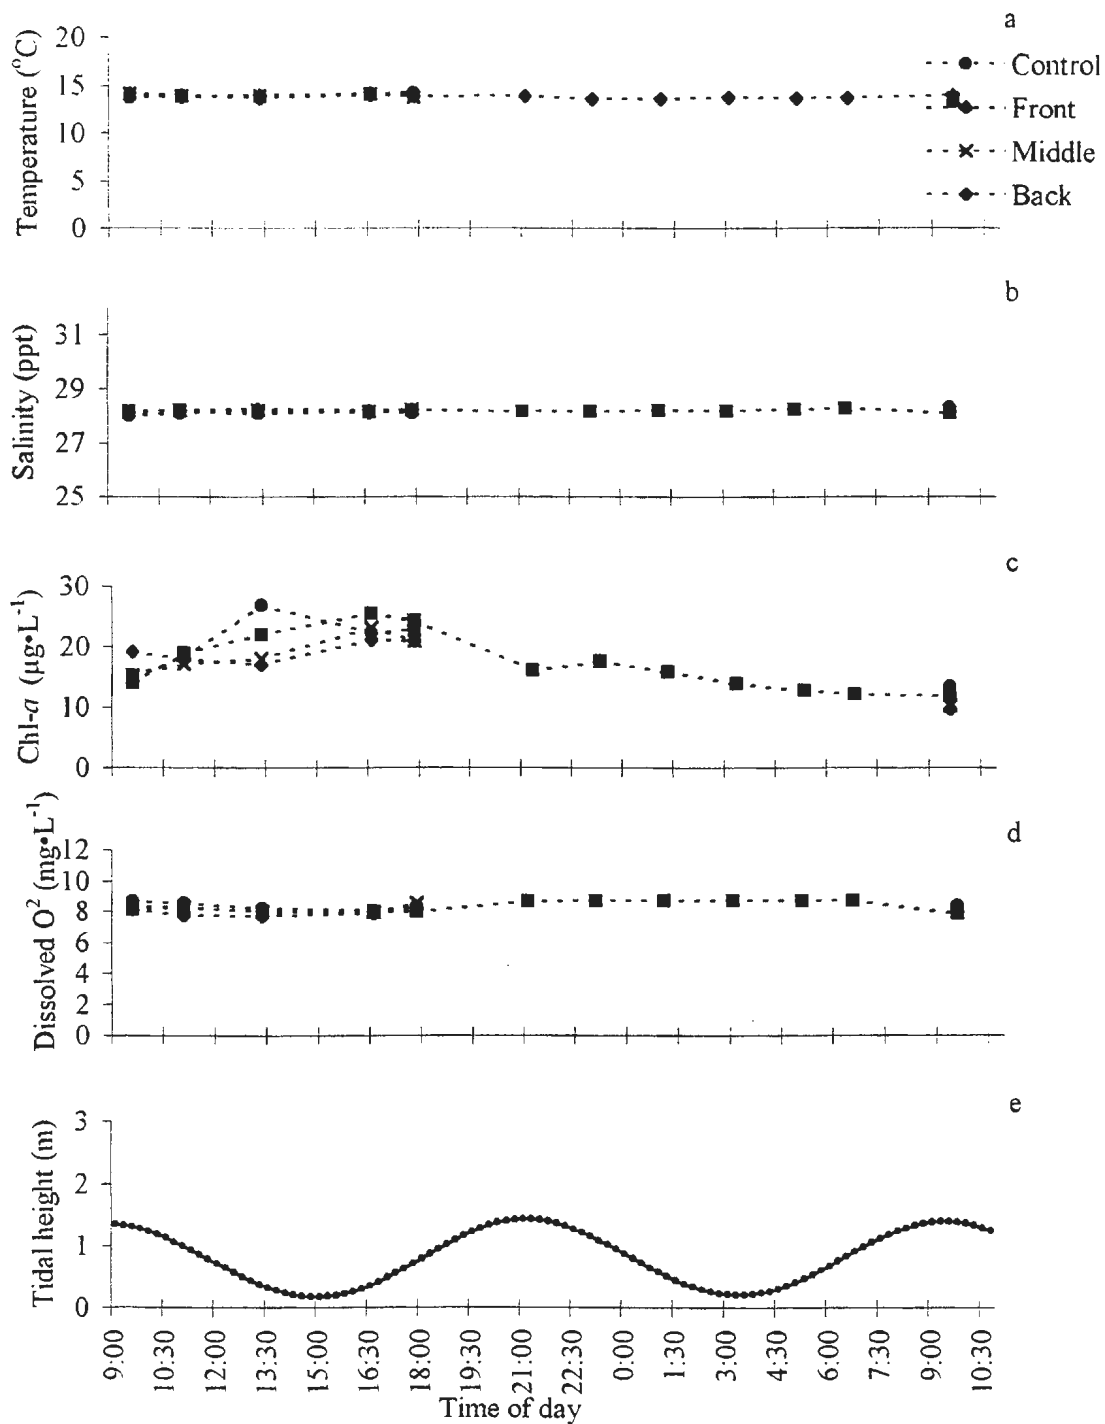 a
Temperature (°C)
20
15
10
5
0
Control
Front
Middle
Back
b
Salinity (ppt)
31
29
27
25
c
Chl-a (µg•L-1)
30
20
10
0
d
Dissolved O2 (mg•L-1)
12
10
8
6
4
2
0
e
Tidal height (m)
3
2
1
0
9:00
10:30
12:00
13:30
15:00
16:30
18:00
19:30
21:00
22:30
0:00
1:30
3:00
4:30
6:00
7:30
9:00
10:30
Time of day